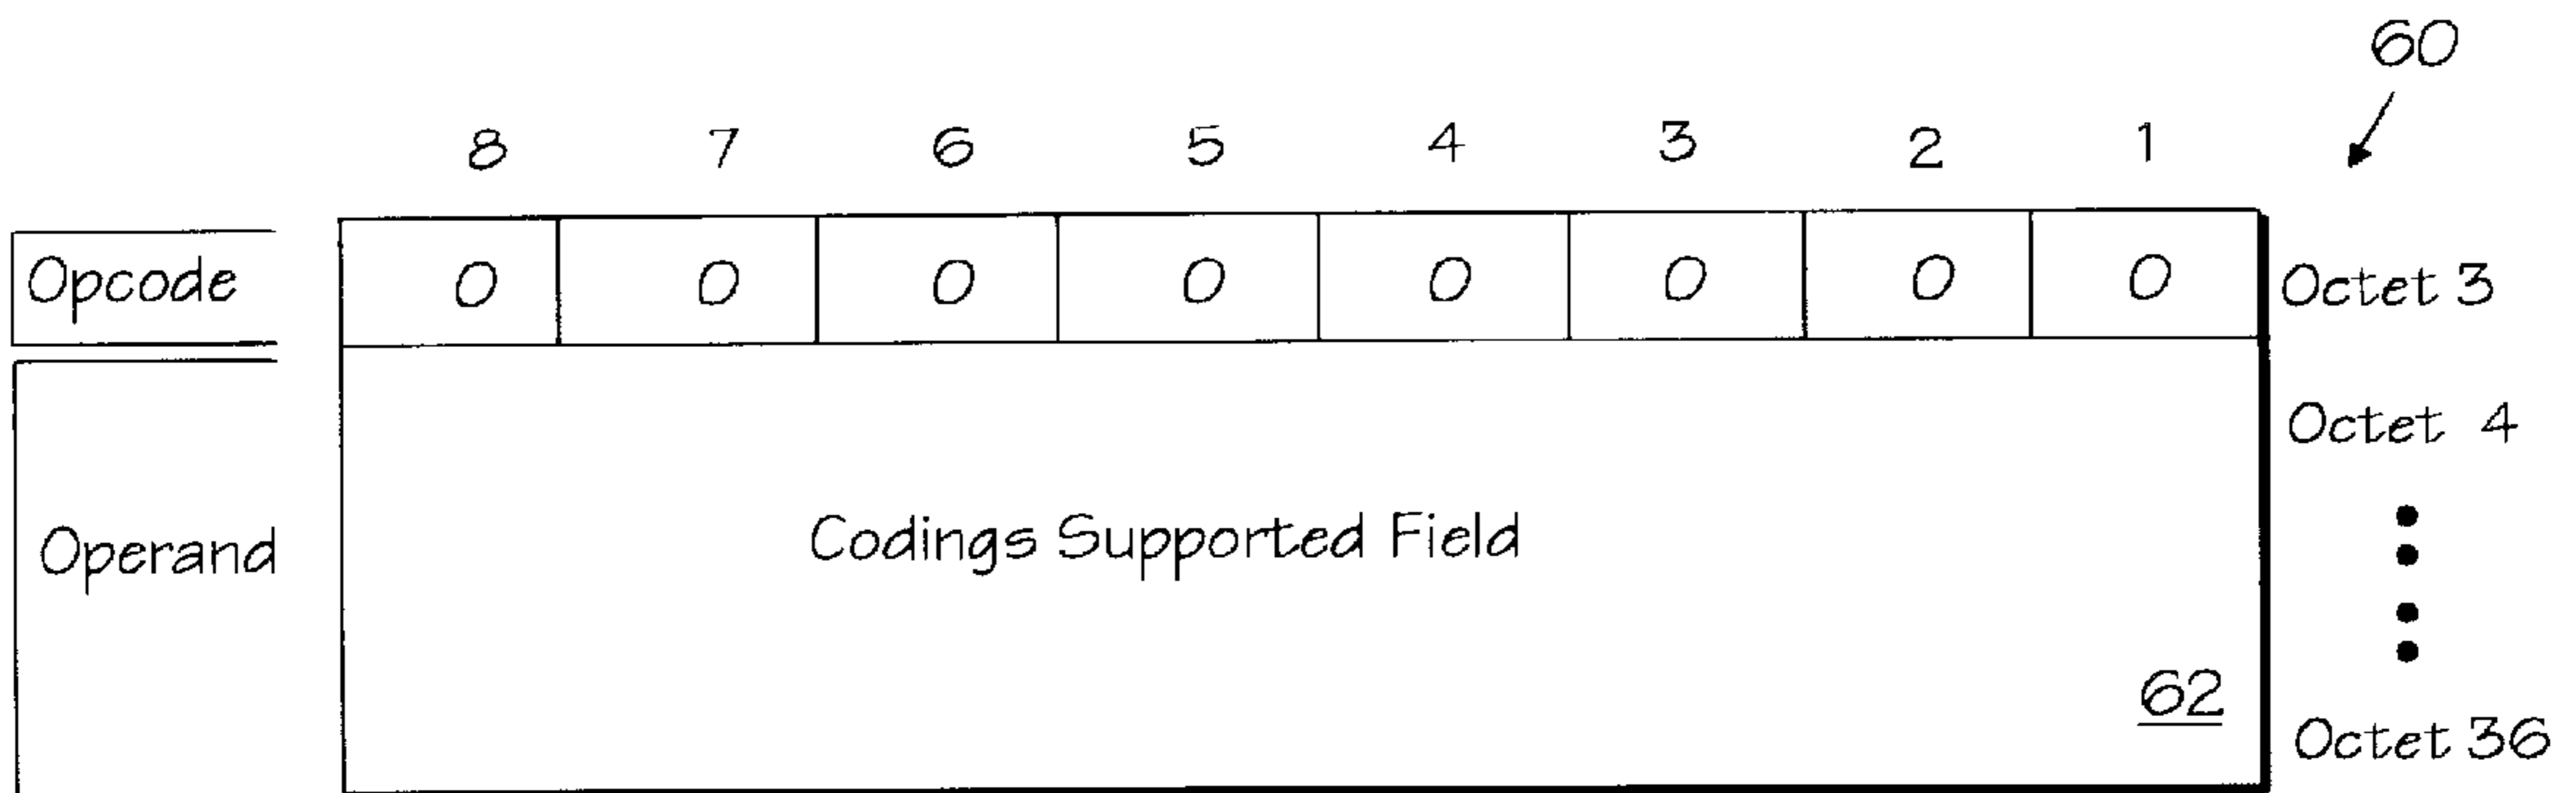 60
8 7 6 5 4 3 2 1
Opcode 0 0 0 0 0 0 0 0 Octet 3
Octet 4
Operand Codings Supported Field
62
Octet 36